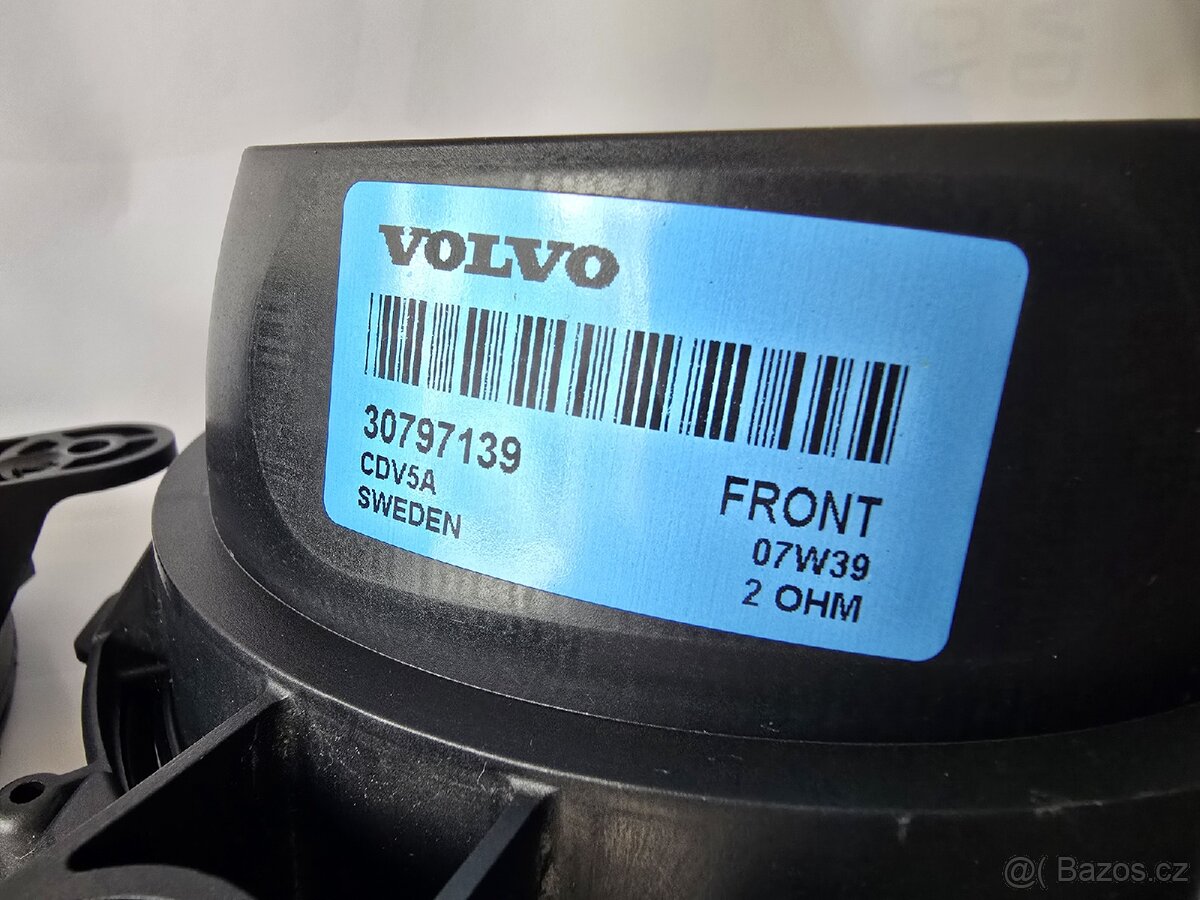 VOLVO
30797139
CDV5A
SWEDEN
FRONT
07W39
2 OHM
@( Bazos.cz